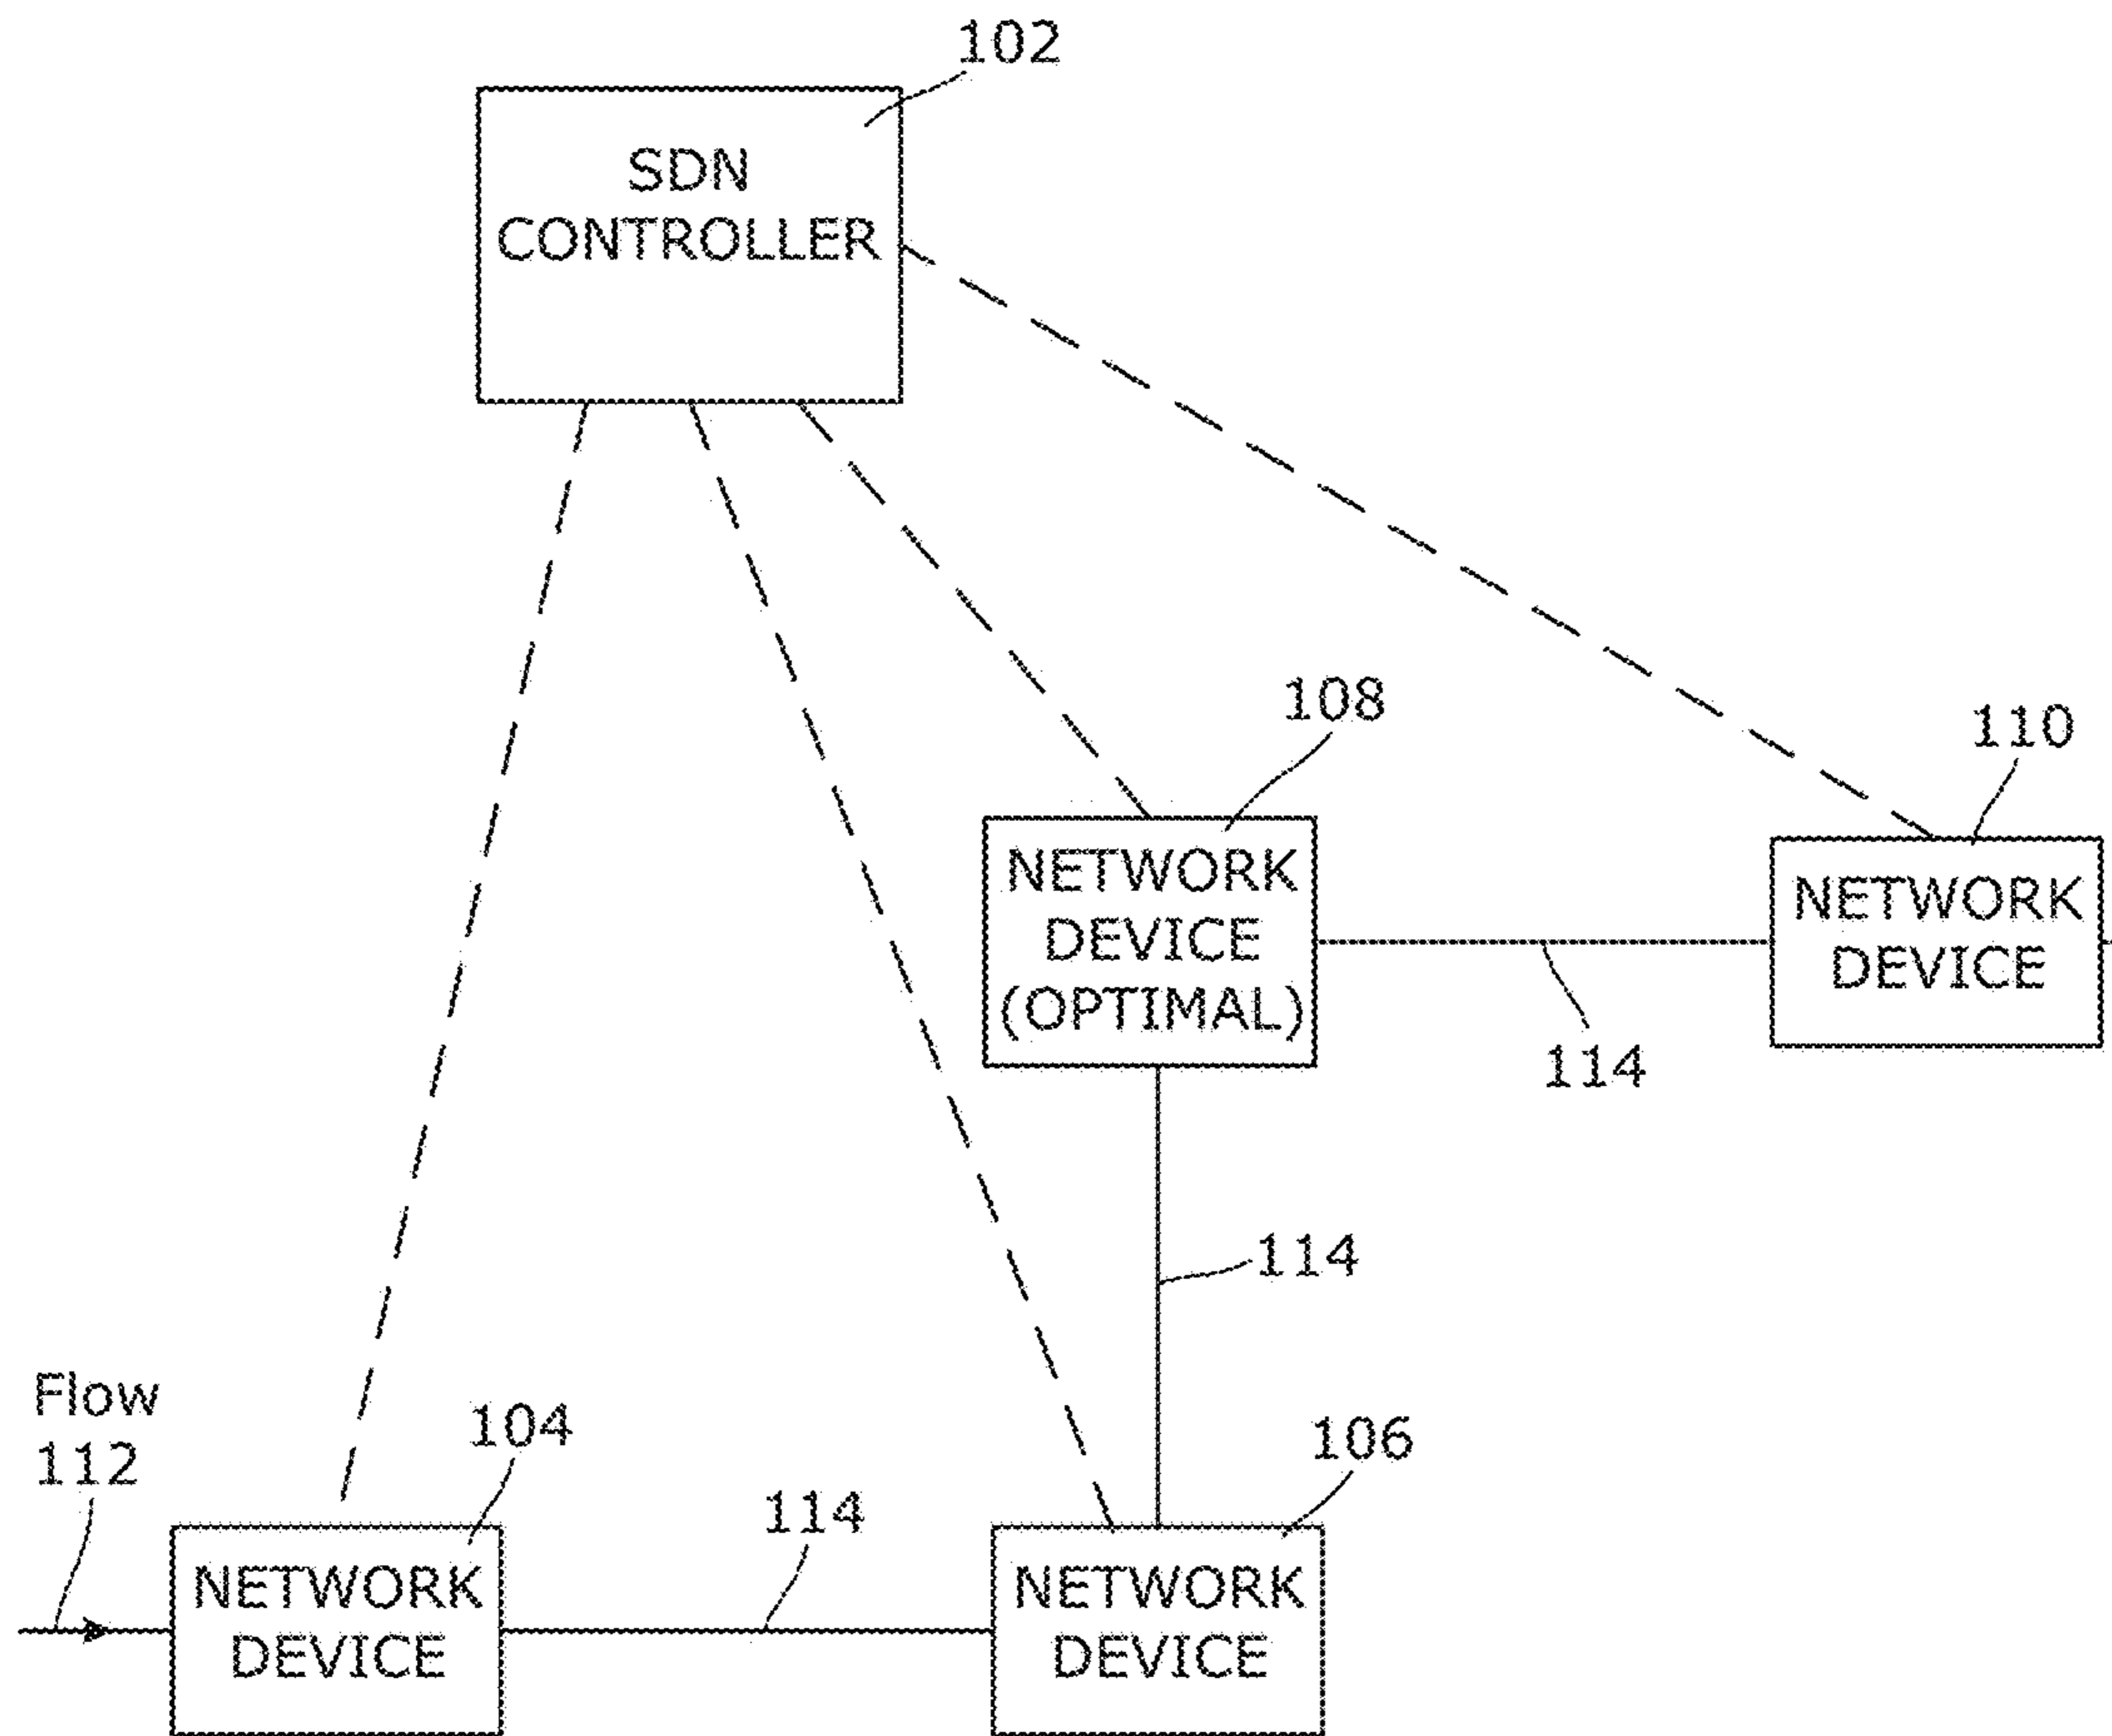 102
SDN
CONTROLLER
108
110
NETWORK
DEVICE
(OPTIMAL)
NETWORK
DEVICE
114
114
Flow
112
104
106
114
NETWORK
DEVICE
NETWORK
DEVICE